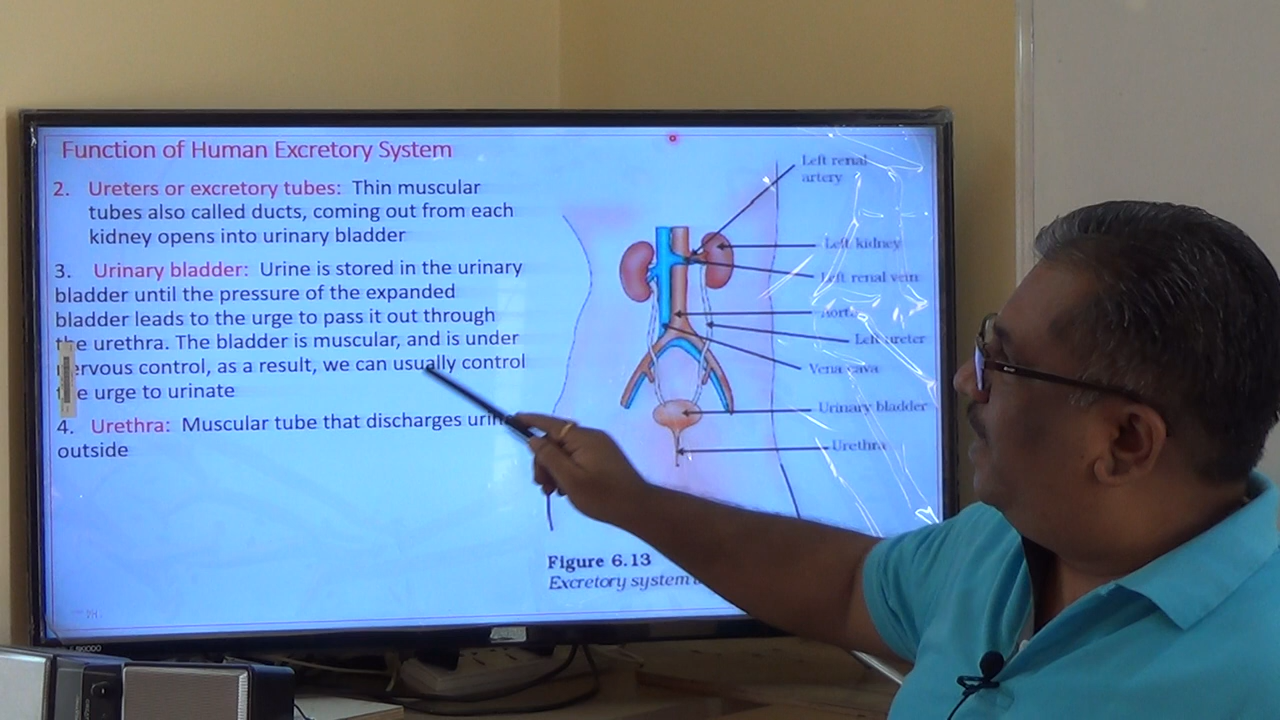 Function of Human Excretory System
2. Ureters or excretory tubes: Thin muscular
tubes also called ducts, coming out from each
kidney opens into urinary bladder
3. Urinary bladder: Urine is stored in the urinary
bladder until the pressure of the expanded
bladder leads to the urge to pass it out through
the urethra. The bladder is muscular, and is under
nervous control, as a result, we can usually control
the urge to urinate
4. Urethra: Muscular tube that discharges urine
outside
Left renal
artery
Left kidney
Left renal vein
Aorta
Left ureter
Vena cava
Urinary bladder
Urethra
Figure 6.13
Excretory system